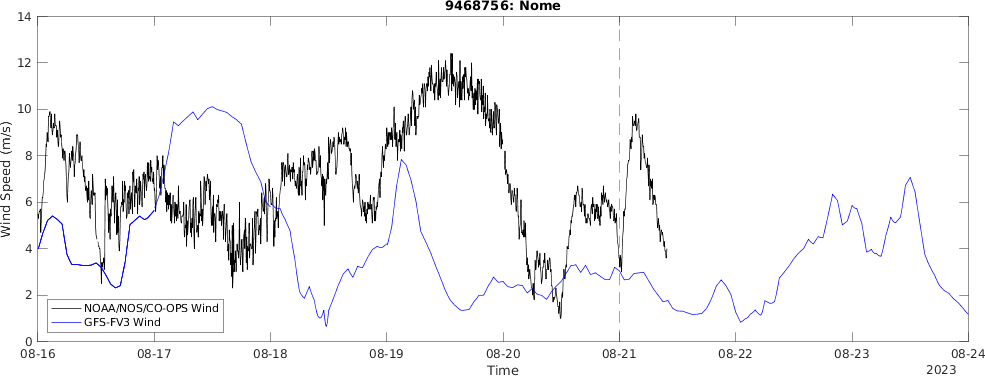 9468756: Nome
14
12
10
8
6
4
2
0
Wind Speed (m/s)
NOAA/NOS/CO-OPS Wind
GFS-FV3 Wind
08-16 08-17 08-18 08-19 08-20 08-21 08-22 08-23 08-24
Time
2023